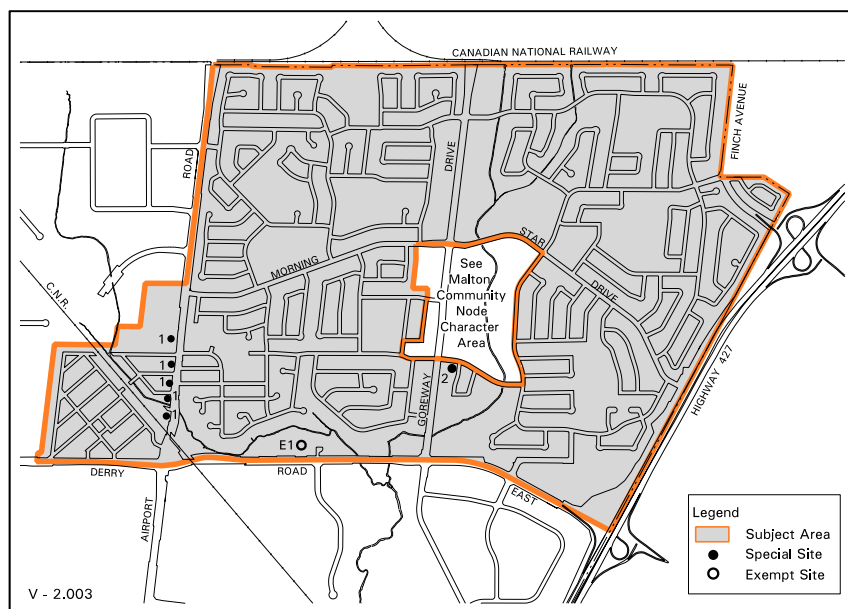 CANADIAN NATIONAL RAILWAY
FINCH AVENUE
ROAD
DRIVE
STAR
MORNING
See
Malton
Community
Node
Character
Area
C.N.R.
DRIVE
1
1
1
1
1
2
HIGHWAY 427
GOREWAY
E1
DERRY
ROAD
EAST
AIRPORT
Legend
Subject Area
Special Site
Exempt Site
V - 2.003